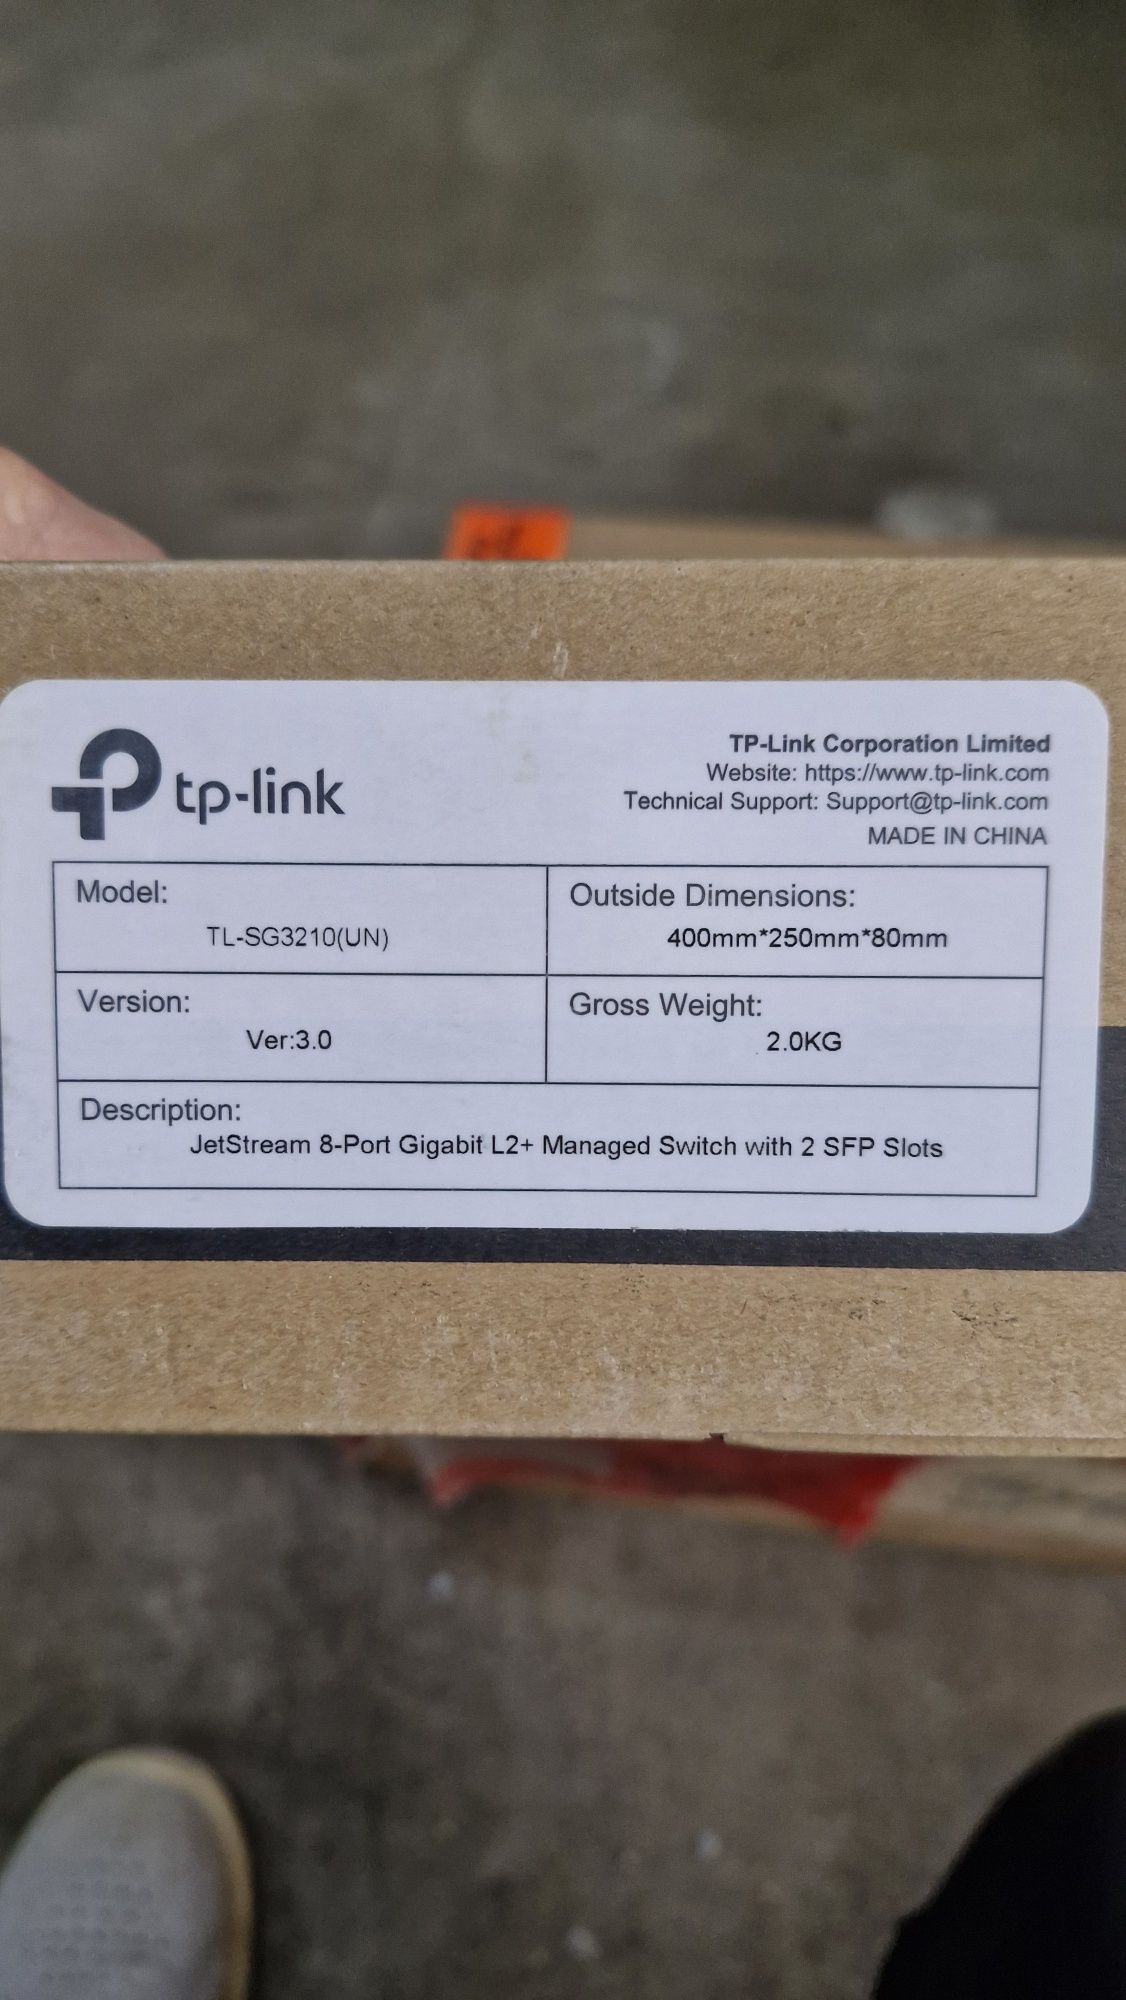 tp-link
TP-Link Corporation Limited
Website: https://www.tp-link.com
Technical Support: Support@tp-link.com
MADE IN CHINA
Model:
TL-SG3210(UN)
Outside Dimensions:
400mm*250mm*80mm
Version:
Ver:3.0
Gross Weight:
2.0KG
Description:
JetStream 8-Port Gigabit L2+ Managed Switch with 2 SFP Slots